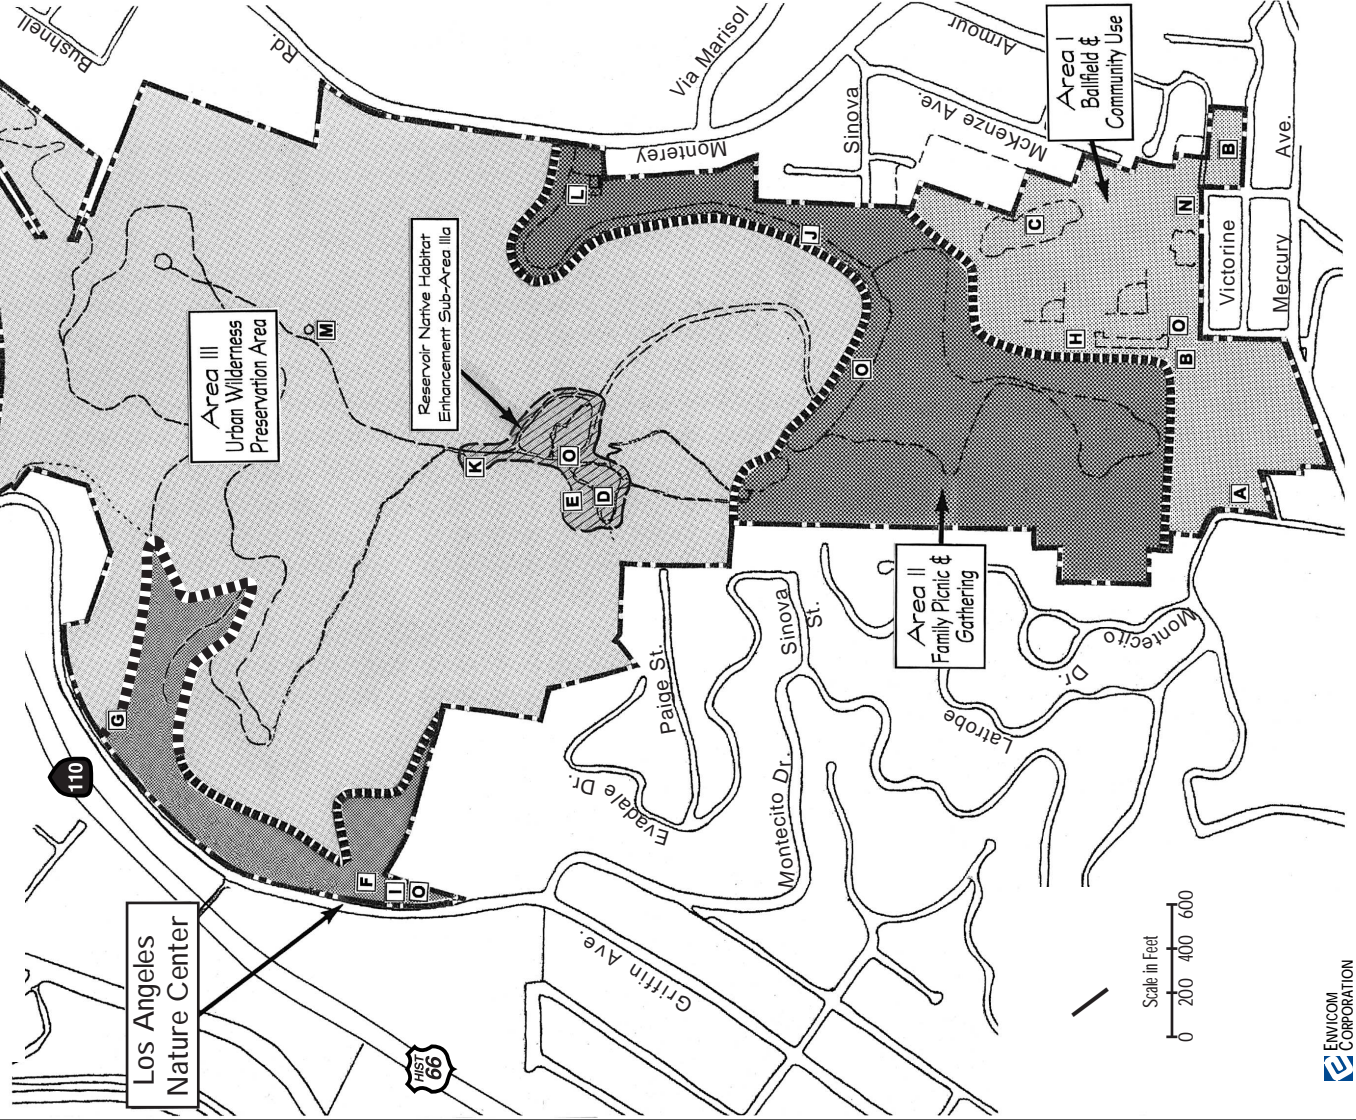 Bushnell
Rd.
Via Marisol
Armour
Area I
Ballfield &
Community Use
Sinova
McKenze Ave.
Monterey
B
Ave.
L
N
C
J
Victorine
Mercury
Reservoir Native Habitat
Enhancement Sub-Area IIIa
Area III
Urban Wilderness
Preservation Area
M
H
O
B
O
K
O
E
D
A
Area II
Family Picnic &
Gathering
Sinova
St.
Paige St.
Montecito
Dr.
Latrobe
G
110
Evadale Dr.
Montecito Dr.
F
I
O
Los Angeles
Nature Center
Griffin Ave.
HIST
66
Scale in Feet
0 200 400 600
ENVICOM
CORPORATION